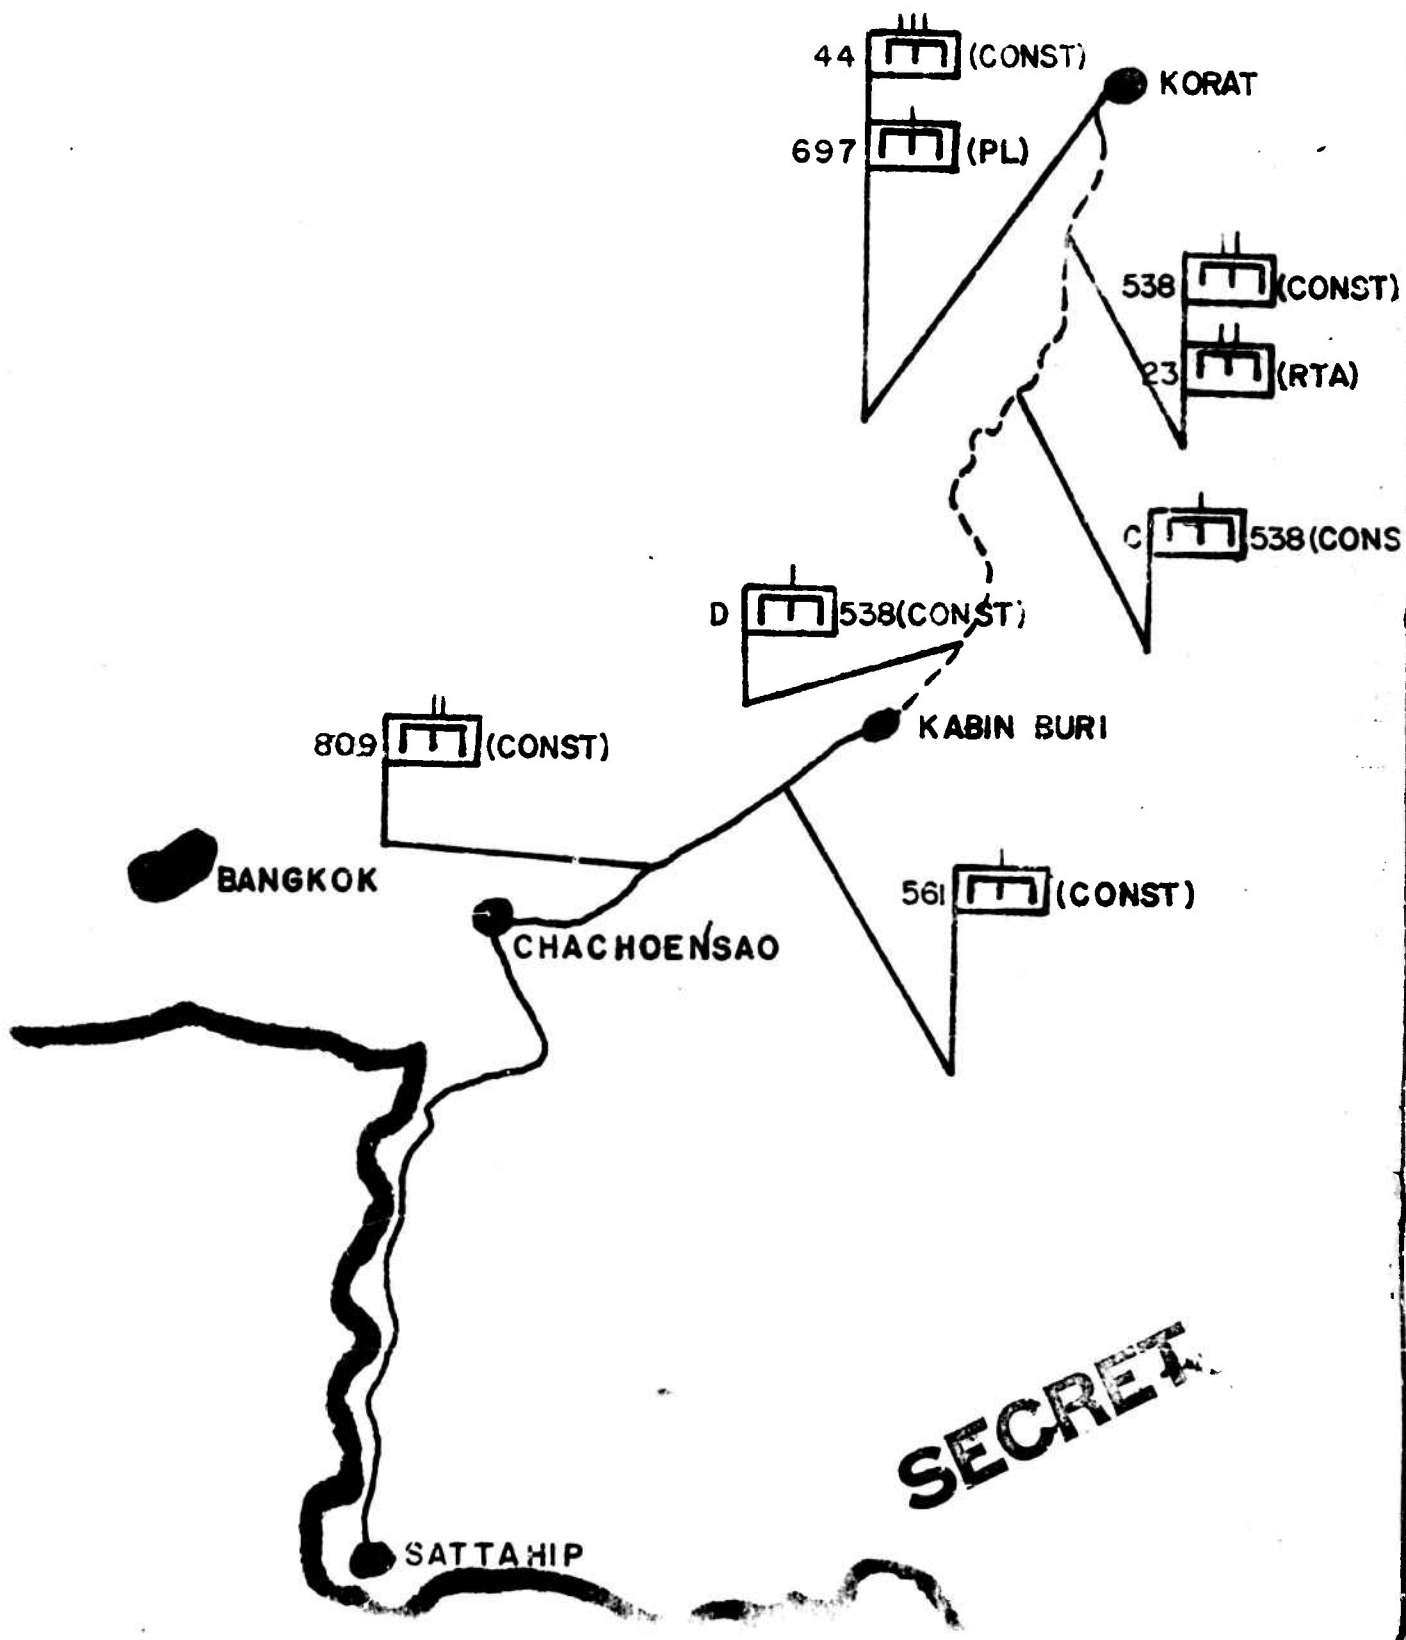 44 (CONST)
KORAT
697 (PL)
538 (CONST)
23 (RTA)
C 538 (CONS
D 538 (CONST)
KABIN BURI
809 (CONST)
BANGKOK
561 (CONST)
CHACHOENSAO
SECRET
SATTAHIP